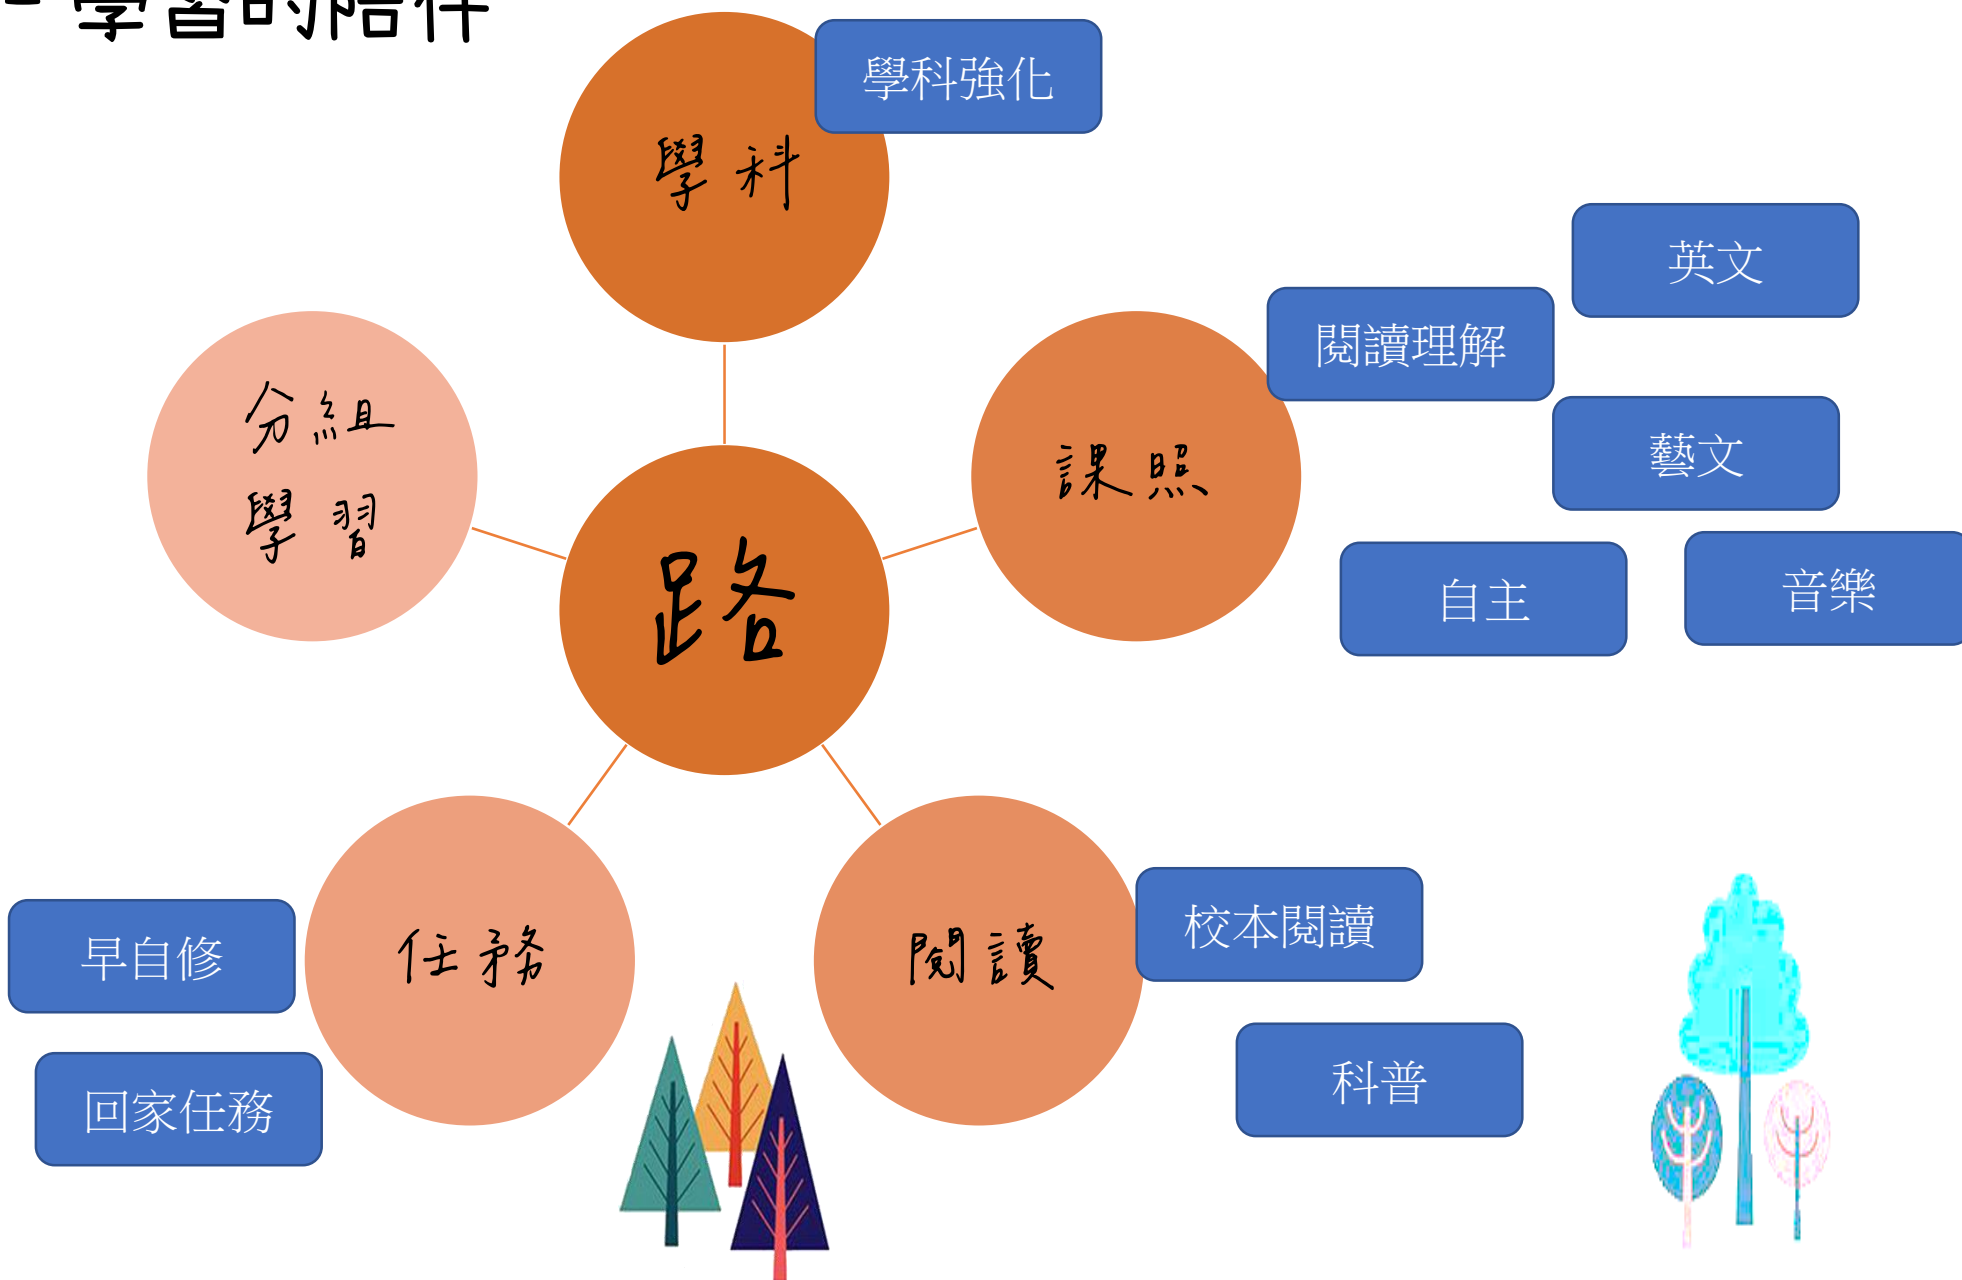 - 學習的陪伴
學科
學科強化
英文
閱讀理解
藝文
課照
自主
音樂
分組
學習
路
任務
早自修
回家任務
閱讀
校本閱讀
科普